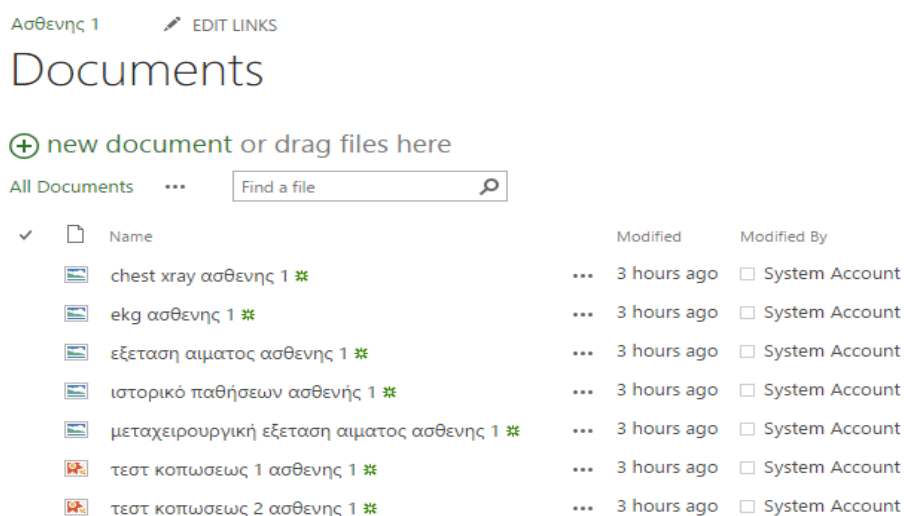 Ασθενης 1 EDIT LINKS
Documents
new document or drag files here
All Documents ... Find a file
Name Modified Modified By
chest xray ασθενης 1 ... 3 hours ago System Account
ekg ασθενης 1 ... 3 hours ago System Account
εξεταση αιματος ασθενης 1 ... 3 hours ago System Account
ιστορικό παθήσεων ασθενής 1 ... 3 hours ago System Account
μεταχειρουργική εξεταση αιματος ασθενης 1 ... 3 hours ago System Account
τεστ κοπωσεως 1 ασθενης 1 ... 3 hours ago System Account
τεστ κοπωσεως 2 ασθενης 1 ... 3 hours ago System Account